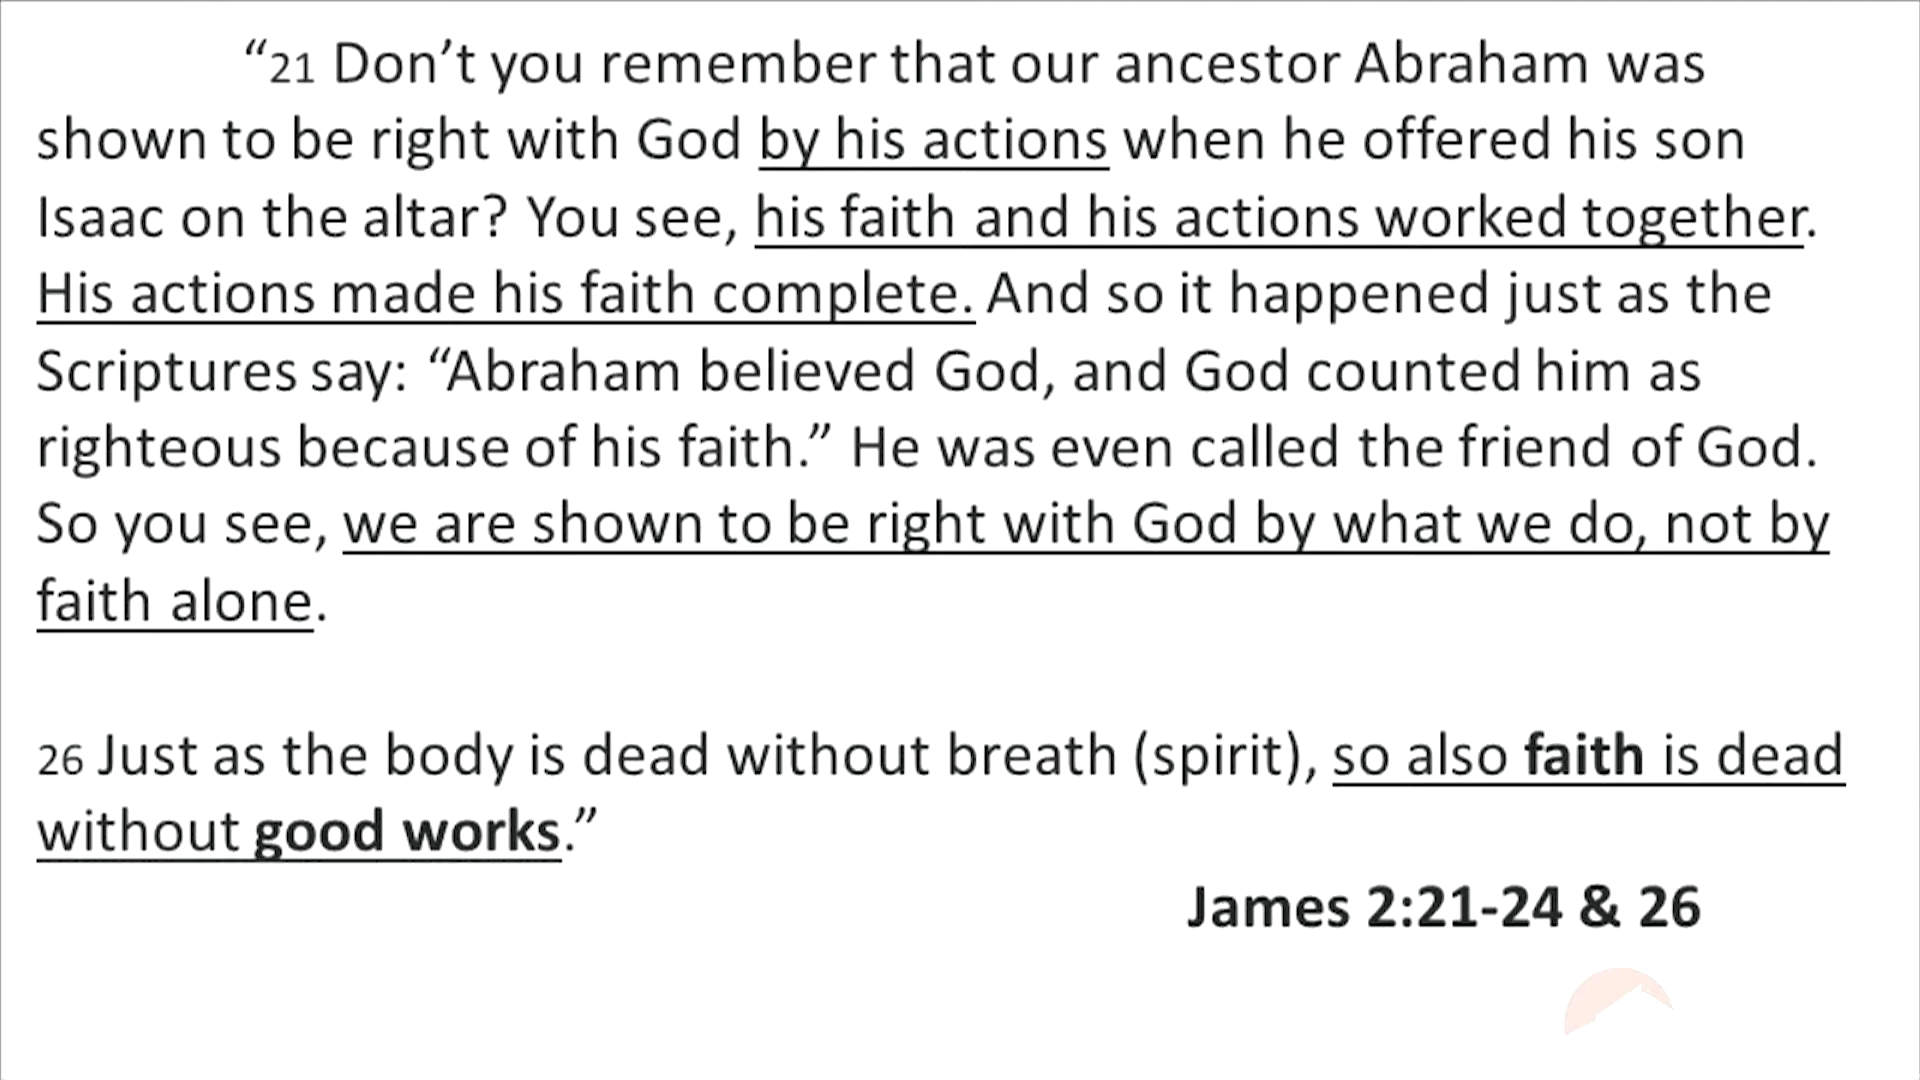 “21 Don’t you remember that our ancestor Abraham was
shown to be right with God by his actions when he offered his son
Isaac on the altar? You see, his faith and his actions worked together.
His actions made his faith complete. And so it happened just as the
Scriptures say: “Abraham believed God, and God counted him as
righteous because of his faith.” He was even called the friend of God.
So you see, we are shown to be right with God by what we do, not by
faith alone.
26 Just as the body is dead without breath (spirit), so also faith is dead
without good works.”
James 2:21-24 & 26